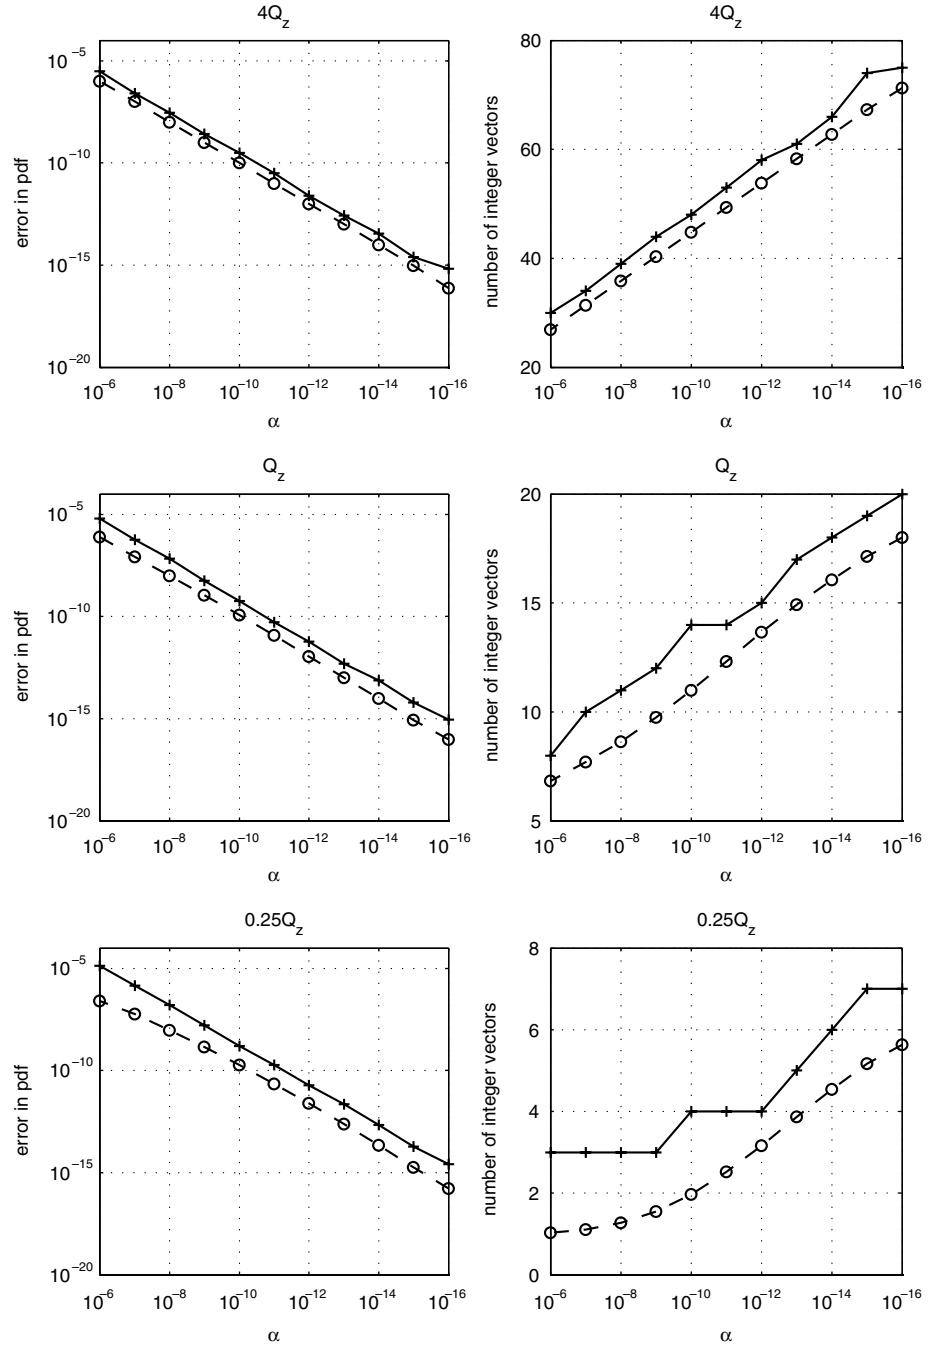 4Q_z
10^−5
10^−10
10^−15
10^−20
error in pdf
10^−6 10^−8 10^−10 10^−12 10^−14 10^−16
α
4Q_z
80
60
40
20
number of integer vectors
10^−6 10^−8 10^−10 10^−12 10^−14 10^−16
α
Q_z
10^−5
10^−10
10^−15
10^−20
error in pdf
10^−6 10^−8 10^−10 10^−12 10^−14 10^−16
α
Q_z
20
15
10
5
number of integer vectors
10^−6 10^−8 10^−10 10^−12 10^−14 10^−16
α
0.25Q_z
10^−5
10^−10
10^−15
10^−20
error in pdf
10^−6 10^−8 10^−10 10^−12 10^−14 10^−16
α
0.25Q_z
8
6
4
2
0
number of integer vectors
10^−6 10^−8 10^−10 10^−12 10^−14 10^−16
α